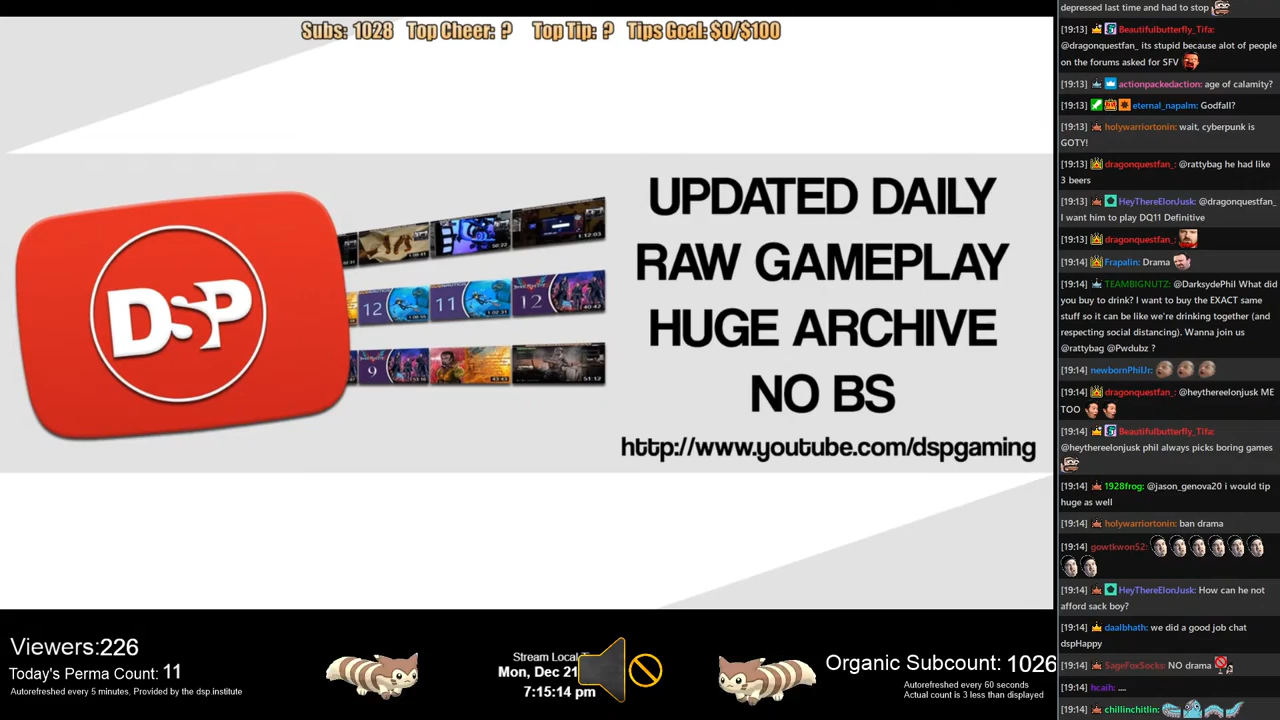 Subs: 1028 Top Cheer: ? Top Tip: ? Tips Goal: $0/$100
DSP
12 11 12
9
UPDATED DAILY
RAW GAMEPLAY
HUGE ARCHIVE
NO BS
http://www.youtube.com/dspgaming
Viewers:226
Today's Perma Count: 11
Autorefreshed every 5 minutes, Provided by the dsp institute
Stream Local
Mon, Dec 21
7:15:14 pm
Organic Subcount: 1026
Autorefreshed every 60 seconds
Actual count is 3 less than displayed
depressed last time and had to stop
[19:13] Beautifulbutterfly_Tifa:
@dragonquestfan_ its stupid because alot of people
on the forums asked for SFV
[19:13] actionpackedaction: age of calamity?
[19:13] eternal_napalm: Godfall?
[19:13] holywarriortonin: wait, cyberpunk is
GOTY!
[19:13] dragonquestfan_: @rattybag he had like
3 beers
[19:13] HeyThereElonJusk: @dragonquestfan_
I want him to play DQ11 Definitive
[19:13] dragonquestfan_:
[19:14] Frapalin: Drama
[19:14] TEAMBIGNUTZ: @DarksydePhil What did
you buy to drink? I want to buy the EXACT same
stuff so it can be like we're drinking together (and
respecting social distancing). Wanna join us
@rattybag @Pwdubz ?
[19:14] newbornPhilJr:
[19:14] dragonquestfan_: @heythereelonjusk ME
TOO
[19:14] Beautifulbutterfly_Tifa:
@heythereelonjusk phil always picks boring games
[19:14] 1928frog: @jason_genova20 i would tip
huge as well
[19:14] holywarriortonin: ban drama
[19:14] gowtkwon52:
[19:14] HeyThereElonJusk: How can he not
afford sack boy?
[19:14] daalbhath: we did a good job chat
dspHappy
[19:14] SageFoxSocks: NO drama
[19:14] hcaih: ....
[19:14] chillinchitlin: